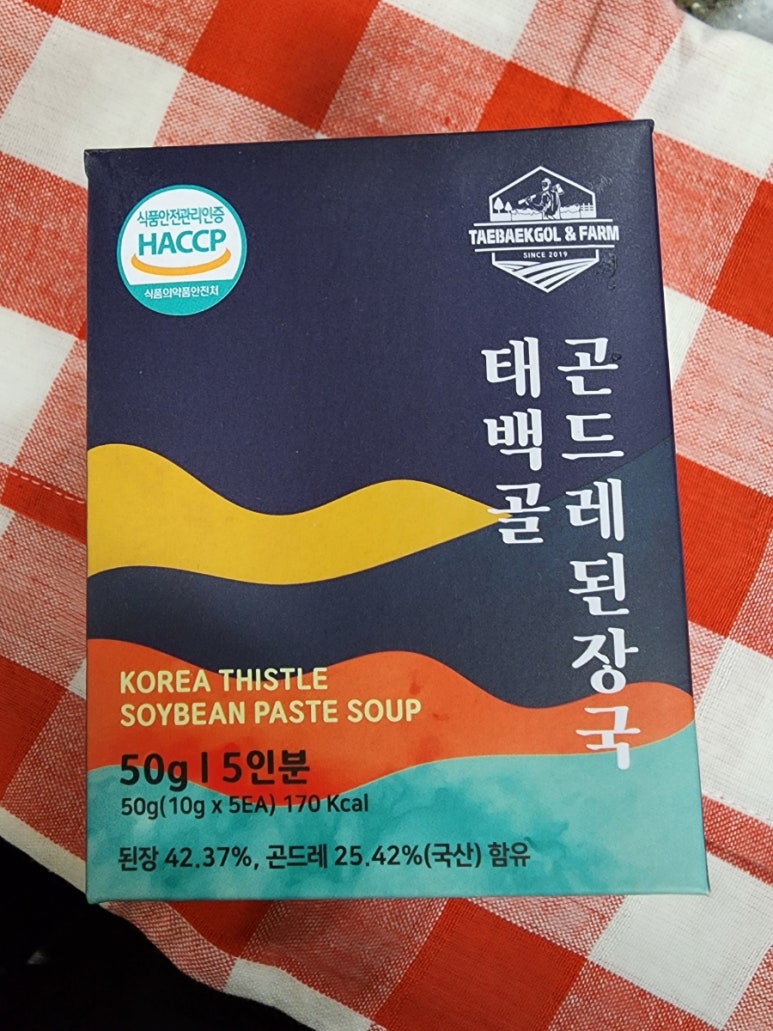 식품안전관리인증
HACCP
식품의약품안전처
TAEBAEKGOL & FARM
SINCE 2019
태백골
곤드레된장국
KOREA THISTLE
SOYBEAN PASTE SOUP
50g | 5인분
50g(10g x 5EA) 170 Kcal
된장 42.37%, 곤드레 25.42%(국산) 함유